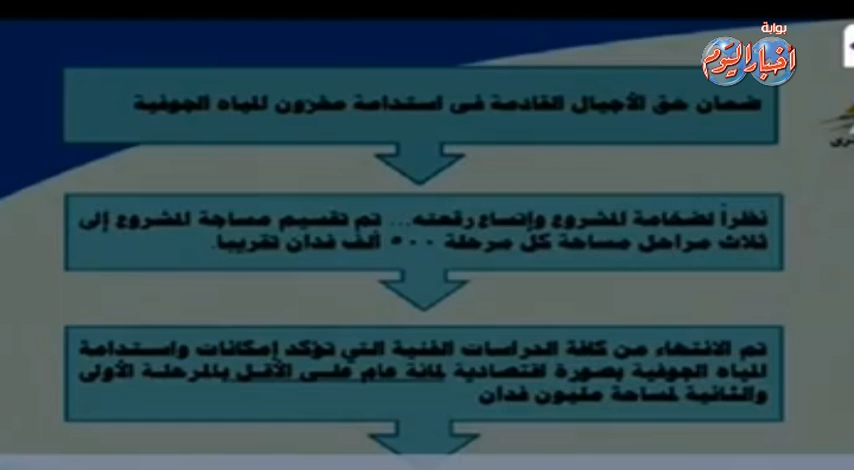 بوابة
أخبار اليوم
ضمان حق الأجيال القادمة فى استدامة مخزون المياه الجوفية
نظراً لضخامة المشروع وإتساع رقعته... تم تقسيم مساحة المشروع إلى
ثلاث مراحل مساحة كل مرحلة ٥٠٠ ألف فدان تقريبا.
تم الانتهاء من كافة الدراسات الفنية التي تؤكد إمكانات واستدامة
المياه الجوفية بصورة اقتصادية لمائة عام على الأقل بالمرحلة الأولى
والثانية لمساحة مليون فدان